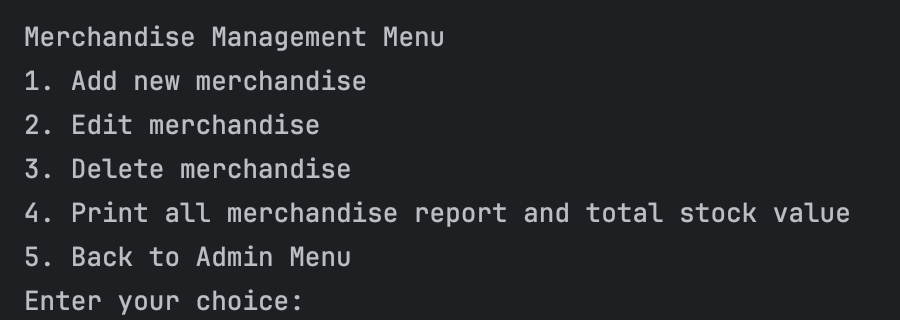 Merchandise Management Menu
1. Add new merchandise
2. Edit merchandise
3. Delete merchandise
4. Print all merchandise report and total stock value
5. Back to Admin Menu
Enter your choice: